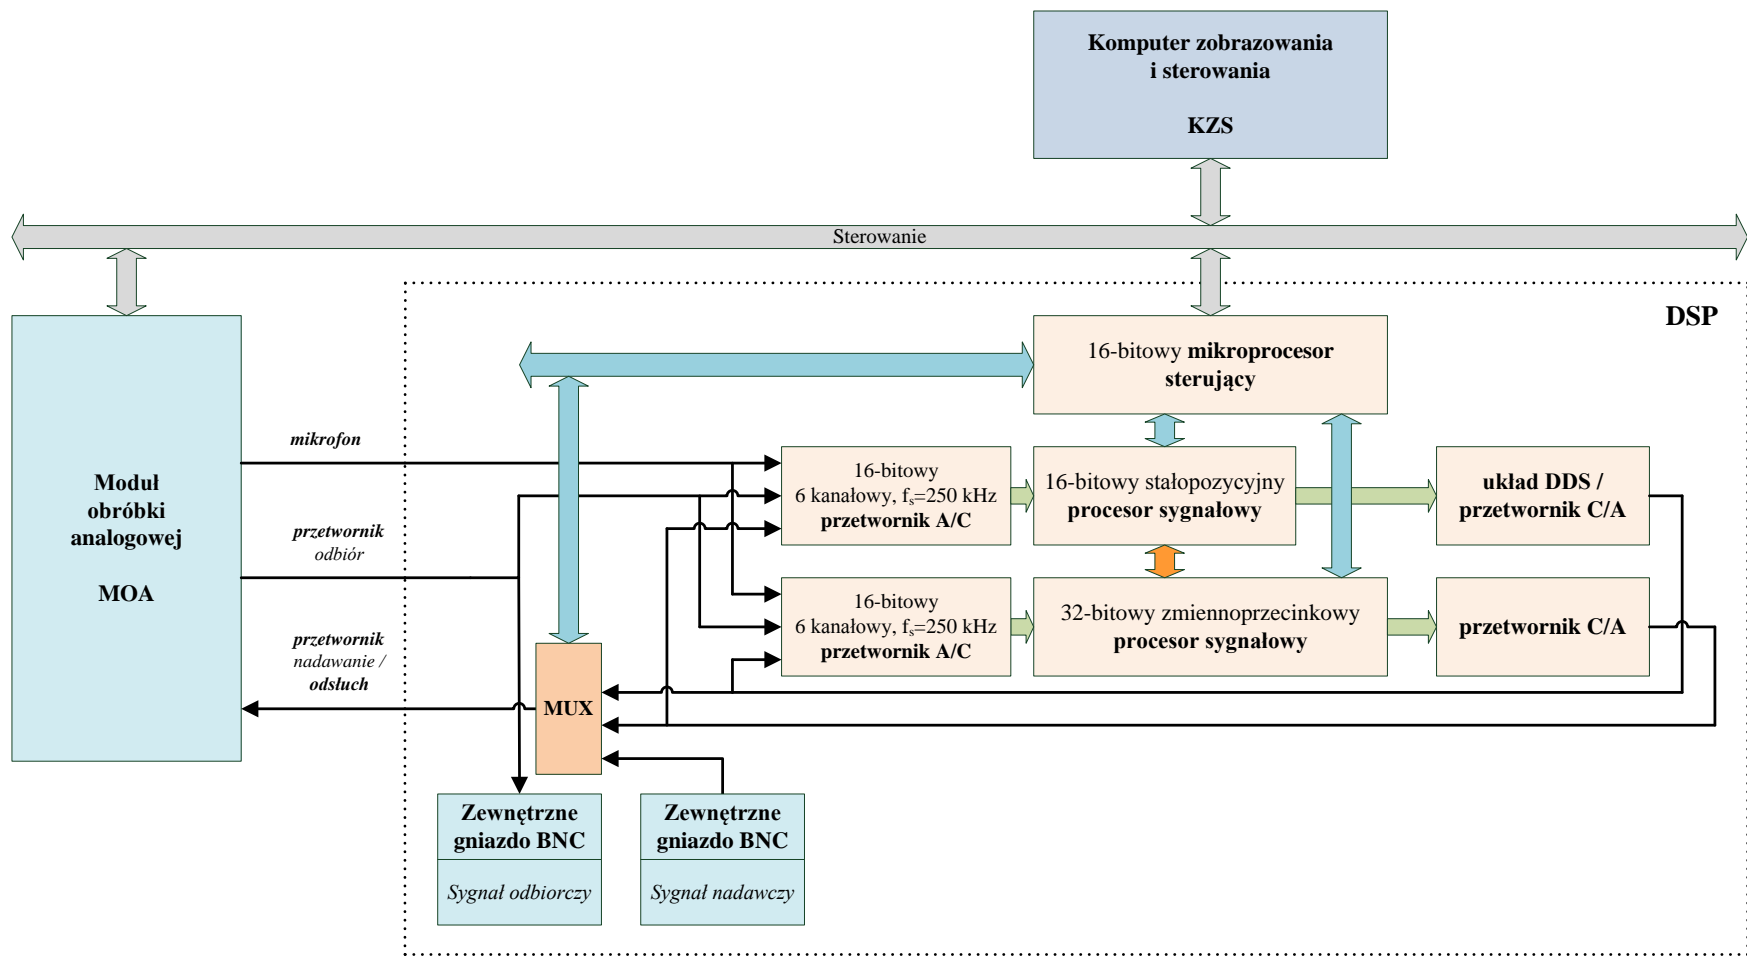 Komputer zobrazowania
i sterowania
KZS
Sterowanie
DSP
16-bitowy mikroprocesor
sterujący
mikrofon
Moduł
obróbki
analogowej
MOA
przetwornik
odbiór
przetwornik
nadawanie /
odsłuch
16-bitowy
6 kanałowy, fs=250 kHz
przetwornik A/C
16-bitowy stałopozycyjny
procesor sygnałowy
układ DDS /
przetwornik C/A
16-bitowy
6 kanałowy, fs=250 kHz
przetwornik A/C
32-bitowy zmiennoprzecinkowy
procesor sygnałowy
przetwornik C/A
MUX
Zewnętrzne
gniazdo BNC
Sygnał odbiorczy
Zewnętrzne
gniazdo BNC
Sygnał nadawczy